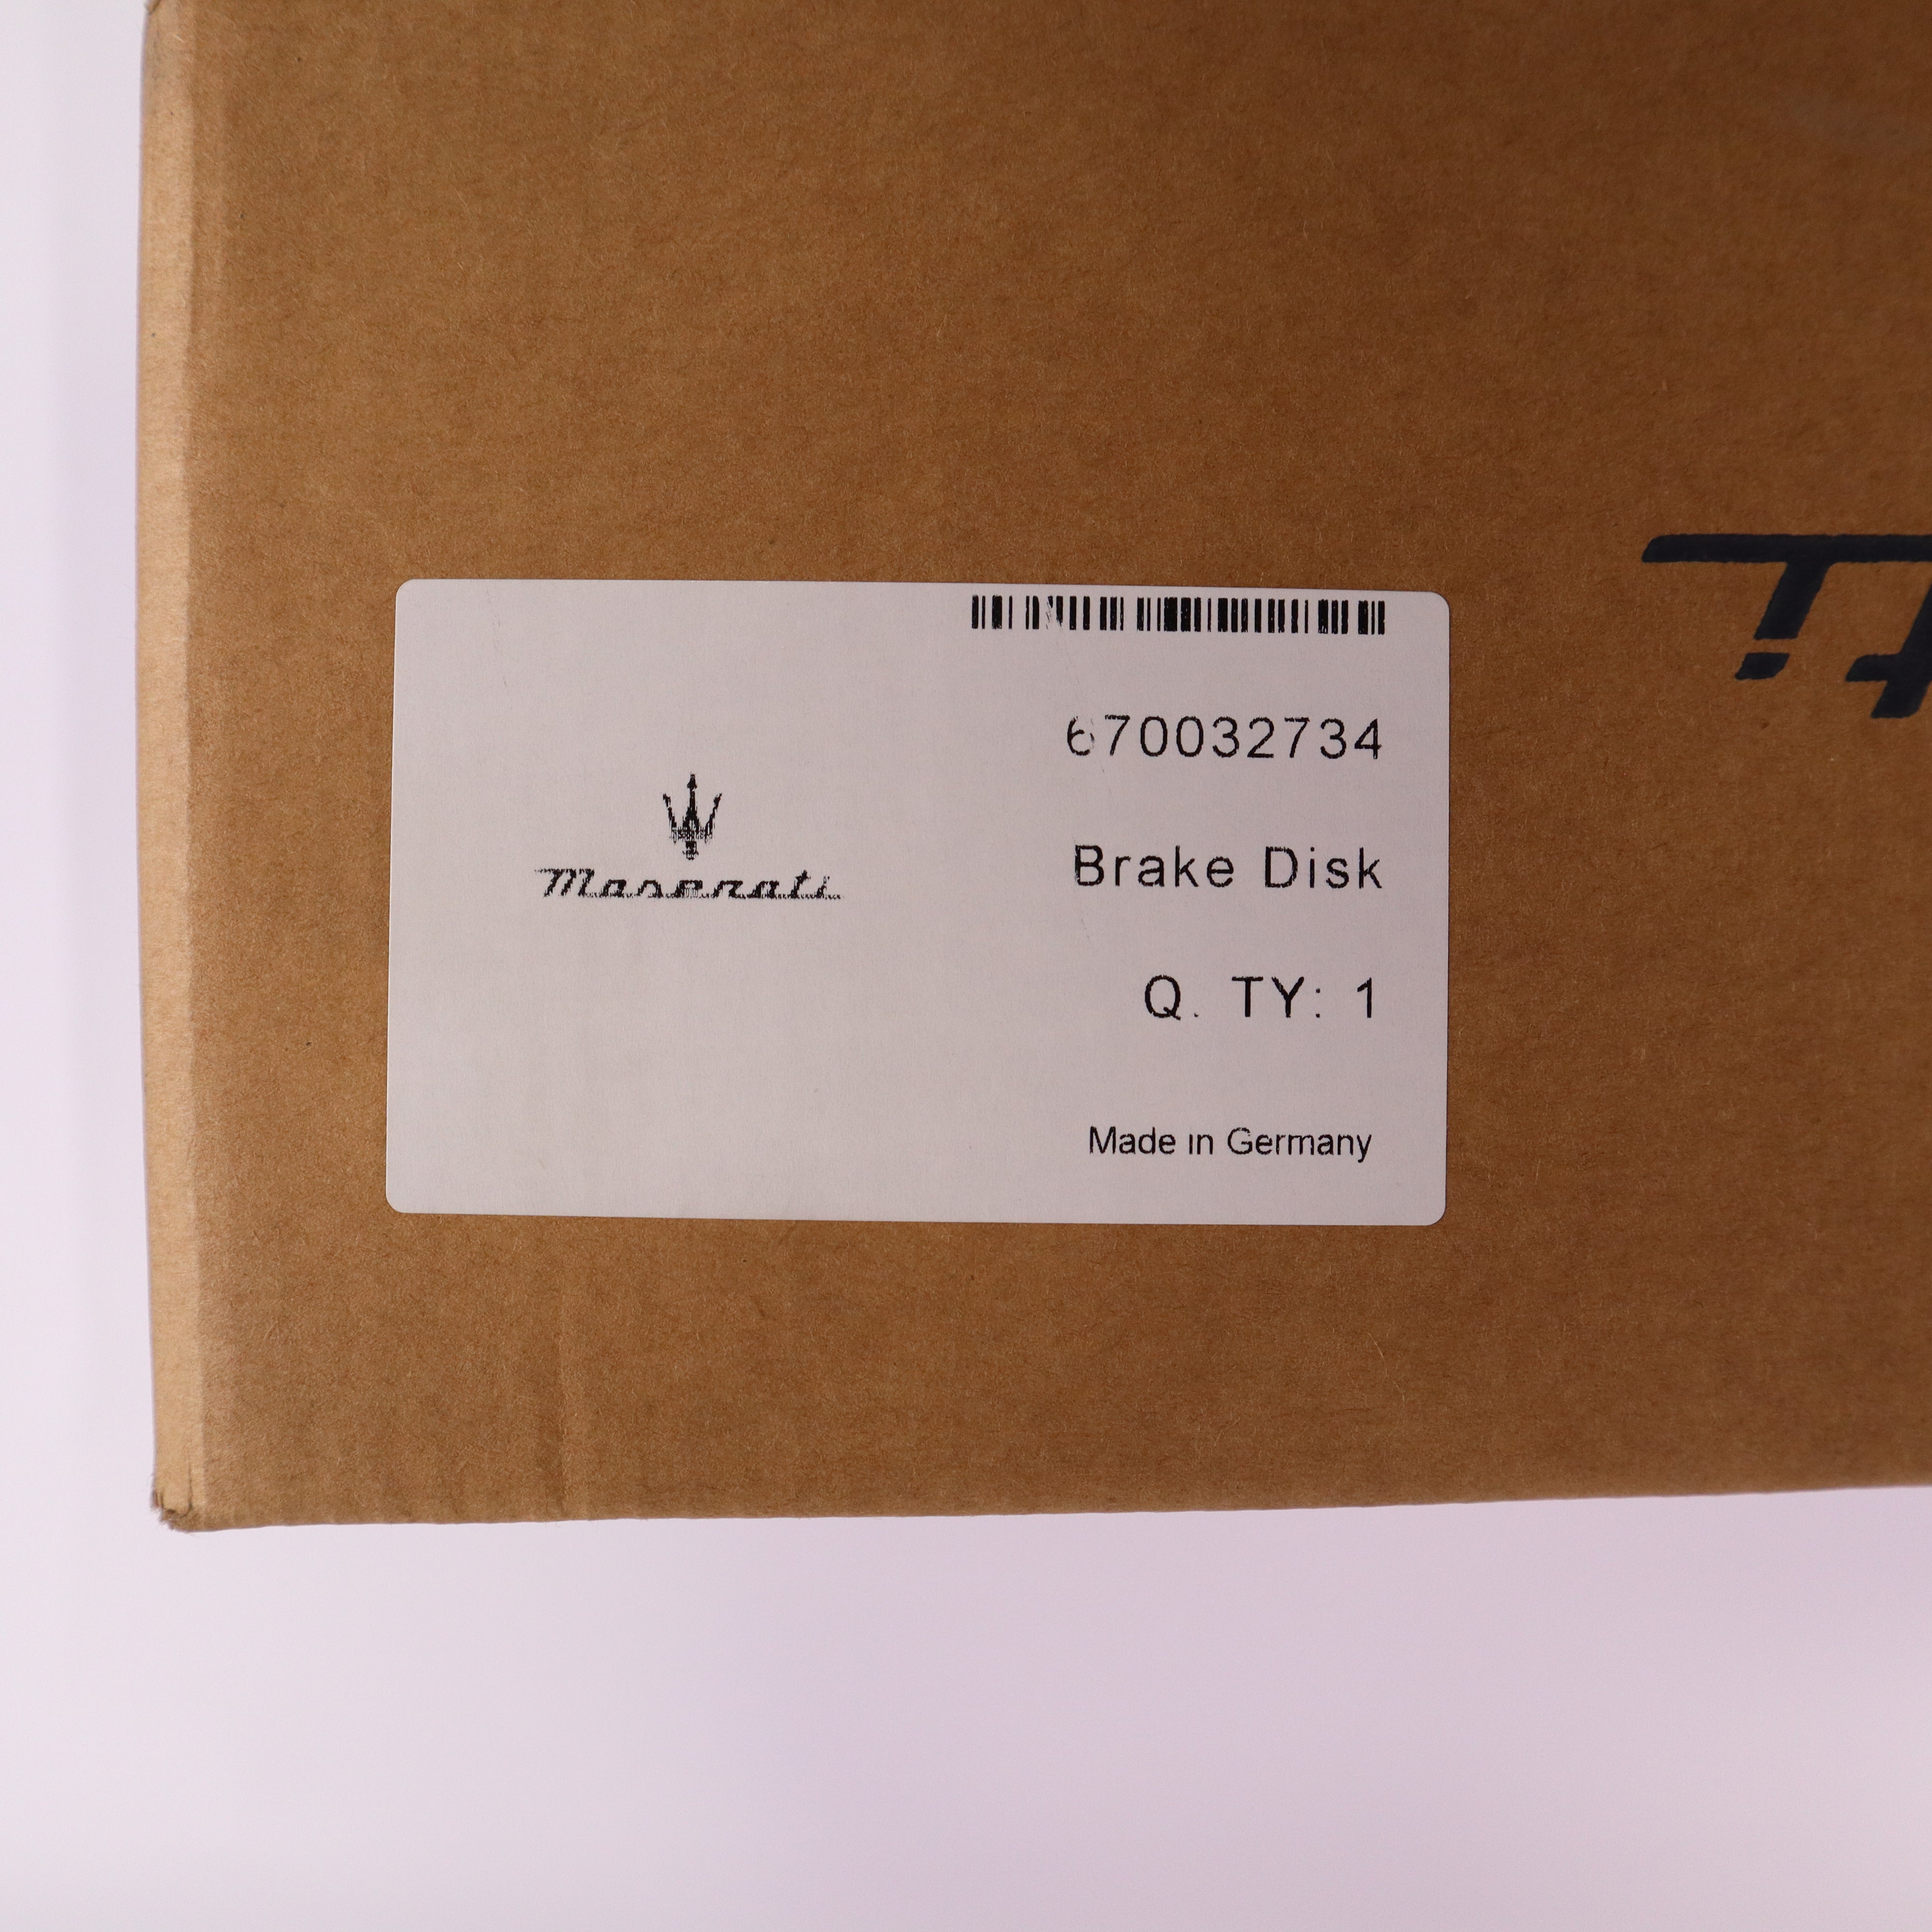 670032734
Maserati
Brake Disk
Q. TY: 1
Made in Germany